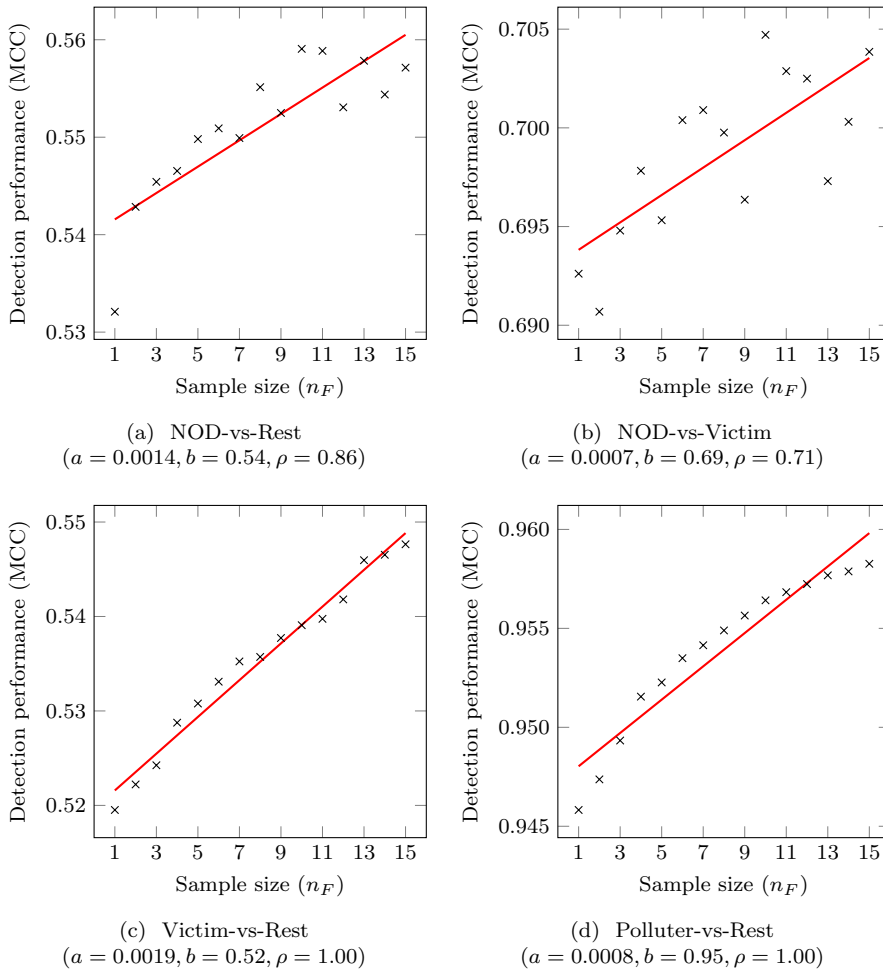 0.56
0.55
0.54
0.53
Detection performance (MCC)
1 3 5 7 9 11 13 15
Sample size (n_F)
(a) NOD-vs-Rest
(a = 0.0014, b = 0.54, ρ = 0.86)
0.705
0.700
0.695
0.690
Detection performance (MCC)
1 3 5 7 9 11 13 15
Sample size (n_F)
(b) NOD-vs-Victim
(a = 0.0007, b = 0.69, ρ = 0.71)
0.55
0.54
0.53
0.52
Detection performance (MCC)
1 3 5 7 9 11 13 15
Sample size (n_F)
(c) Victim-vs-Rest
(a = 0.0019, b = 0.52, ρ = 1.00)
0.960
0.955
0.950
0.945
Detection performance (MCC)
1 3 5 7 9 11 13 15
Sample size (n_F)
(d) Polluter-vs-Rest
(a = 0.0008, b = 0.95, ρ = 1.00)